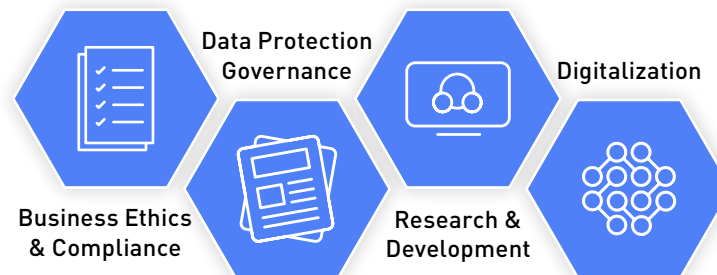 Data Protection
Governance
Digitalization
Business Ethics
& Compliance
Research &
Development